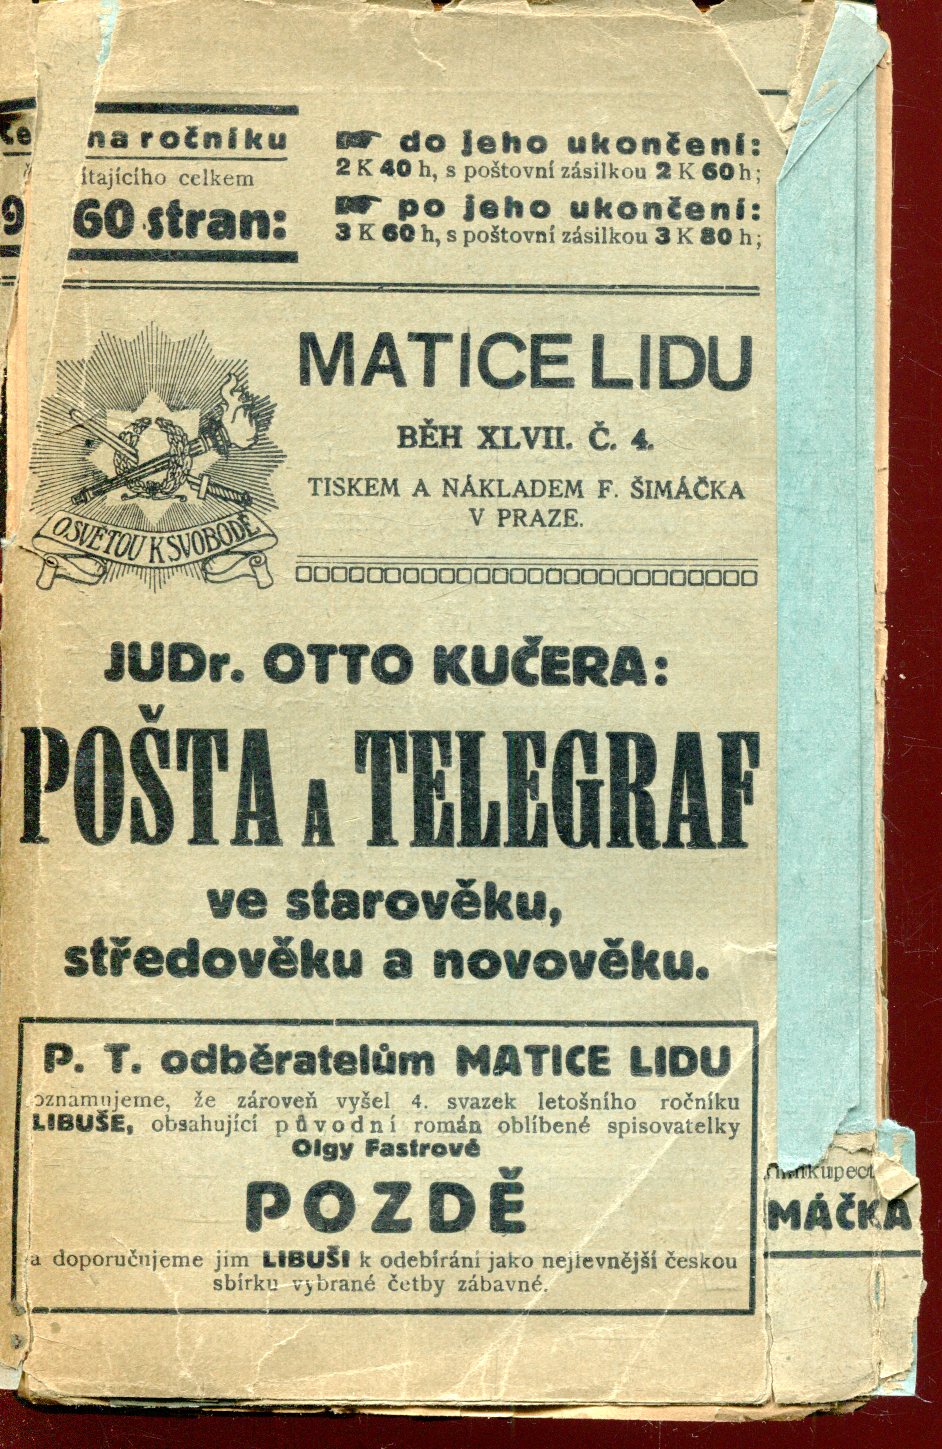 na ročníku
ítajícího celkem
60 stran:
do jeho ukončení:
2 K 40 h, s poštovní zásilkou 2 K 60 h;
po jeho ukončení:
3 K 60 h, s poštovní zásilkou 3 K 80 h;
MATICE LIDU
BĚH XLVII. Č. 4.
TISKEM A NÁKLADEM F. ŠIMÁČKA
V PRAZE.
OSVĚTOU K SVOBODĚ
JUDr. OTTO KUČERA:
POŠTA A TELEGRAF
ve starověku,
středověku a novověku.
P. T. odběratelům MATICE LIDU
oznamujeme, že zároveň vyšel 4. svazek letošního ročníku
LIBUŠE, obsahující původní román oblíbené spisovatelky
Olgy Fastrové
POZDĚ
a doporučujeme jim LIBUŠI k odebírání jako nejlevnější českou
sbírku vybrané četby zábavné.
kupect
MÁČKA